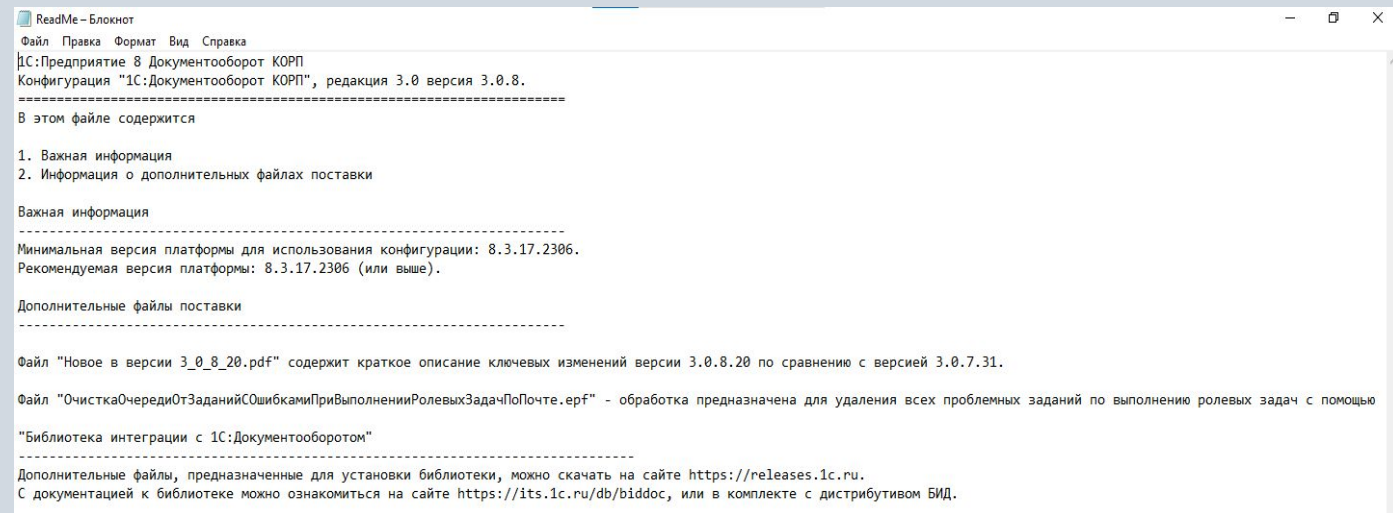 ReadMe – Блокнот
Файл Правка Формат Вид Справка
1С:Предприятие 8 Документооборот КОРП
Конфигурация "1С:Документооборот КОРП", редакция 3.0 версия 3.0.8.
=======================================================================
В этом файле содержится
1. Важная информация
2. Информация о дополнительных файлах поставки
Важная информация
-----------------------------------------------------------------------
Минимальная версия платформы для использования конфигурации: 8.3.17.2306.
Рекомендуемая версия платформы: 8.3.17.2306 (или выше).
Дополнительные файлы поставки
-----------------------------------------------------------------------
Файл "Новое в версии 3_0_8_20.pdf" содержит краткое описание ключевых изменений версии 3.0.8.20 по сравнению с версией 3.0.7.31.
Файл "ОчисткаОчередиОтЗаданийСОшибкамиПриВыполненииРолевыхЗадачПоПочте.epf" - обработка предназначена для удаления всех проблемных заданий по выполнению ролевых задач с помощью
"Библиотека интеграции с 1С:Документооборотом"
--------------------------------------------------------------------------------
Дополнительные файлы, предназначенные для установки библиотеки, можно скачать на сайте https://releases.1c.ru.
С документацией к библиотеке можно ознакомиться на сайте https://its.1c.ru/db/biddoc, или в комплекте с дистрибутивом БИД.